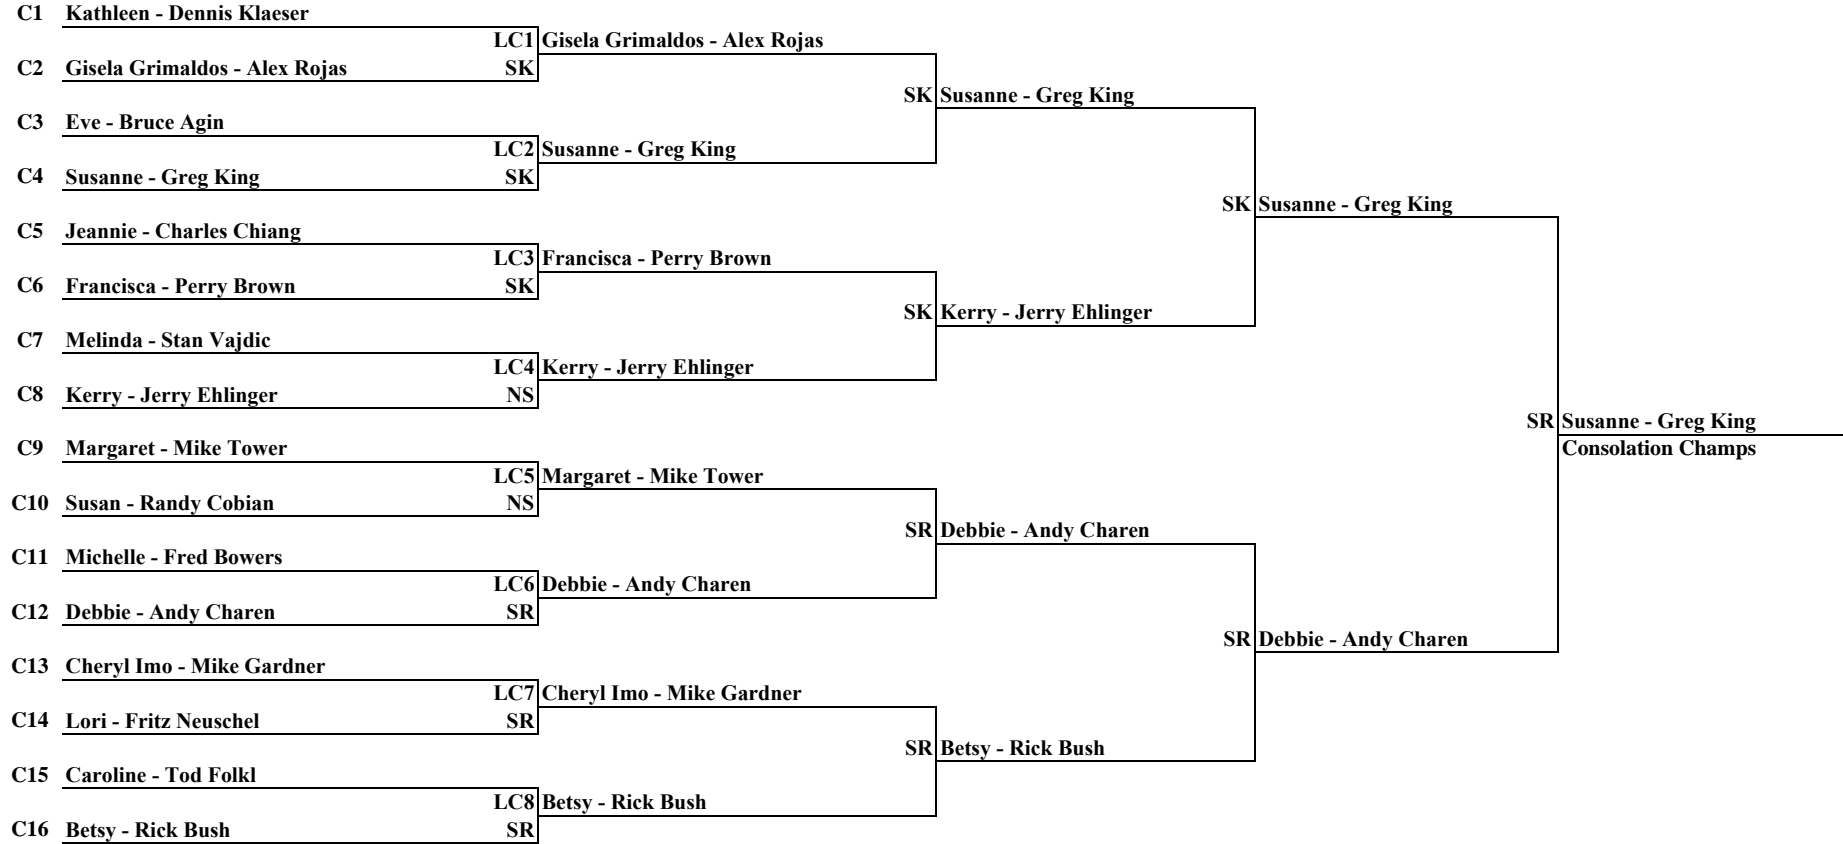 C1 Kathleen - Dennis Klaeser
LC1 Gisela Grimaldos - Alex Rojas
C2 Gisela Grimaldos - Alex Rojas SK
SK Susanne - Greg King
C3 Eve - Bruce Agin
LC2 Susanne - Greg King
C4 Susanne - Greg King SK
SK Susanne - Greg King
C5 Jeannie - Charles Chiang
LC3 Francisca - Perry Brown
C6 Francisca - Perry Brown SK
SK Kerry - Jerry Ehlinger
C7 Melinda - Stan Vajdic
LC4 Kerry - Jerry Ehlinger
C8 Kerry - Jerry Ehlinger NS
SR Susanne - Greg King
C9 Margaret - Mike Tower
Consolation Champs
LC5 Margaret - Mike Tower
C10 Susan - Randy Cobian NS
SR Debbie - Andy Charen
C11 Michelle - Fred Bowers
LC6 Debbie - Andy Charen
C12 Debbie - Andy Charen SR
SR Debbie - Andy Charen
C13 Cheryl Imo - Mike Gardner
LC7 Cheryl Imo - Mike Gardner
C14 Lori - Fritz Neuschel SR
SR Betsy - Rick Bush
C15 Caroline - Tod Folkl
LC8 Betsy - Rick Bush
C16 Betsy - Rick Bush SR